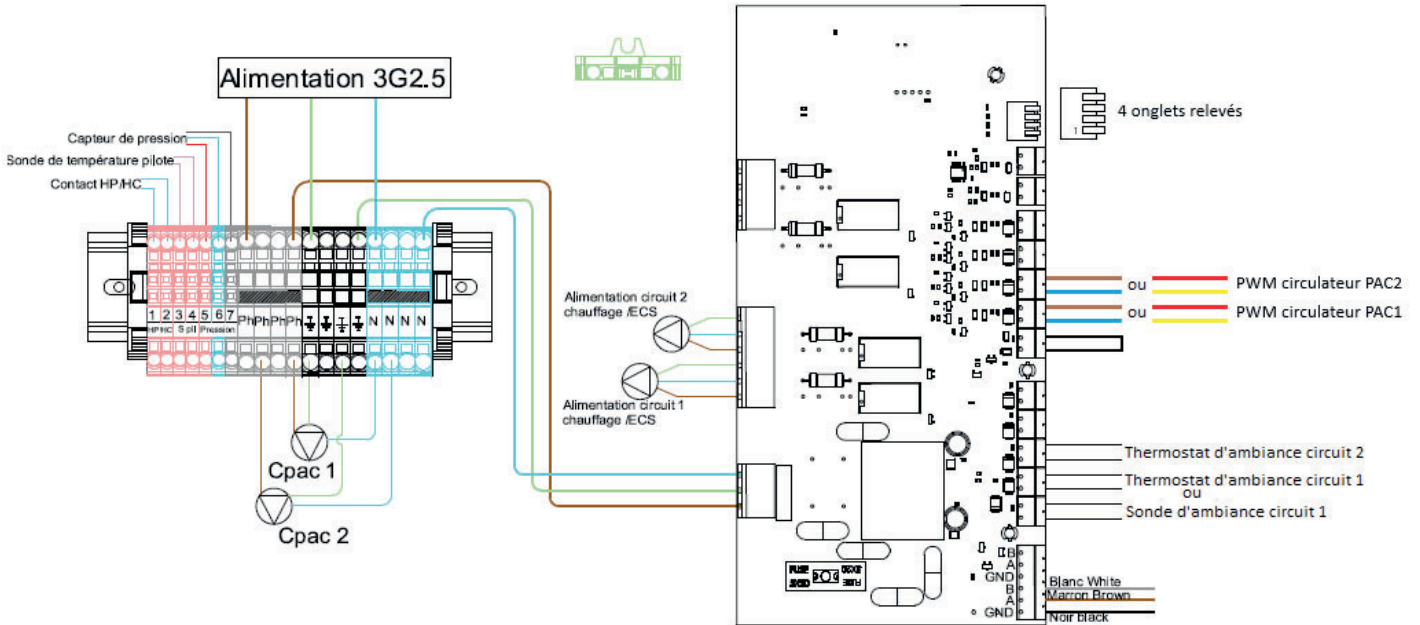 Alimentation 3G2.5
4 onglets relevés
Capteur de pression
Sonde de température pilote
Contact HP/HC
1 2 3 4 5 6 7 Ph Ph Ph Ph N N N N
HP/HC Split Pression
ou PWM circulateur PAC2
ou PWM circulateur PAC1
Alimentation circuit 2
chauffage /ECS
Alimentation circuit 1
chauffage /ECS
Cpac 1
Cpac 2
Thermostat d'ambiance circuit 2
Thermostat d'ambiance circuit 1
ou
Sonde d'ambiance circuit 1
B
A
GND
B Blanc White
A Marron Brown
GND Noir black
1